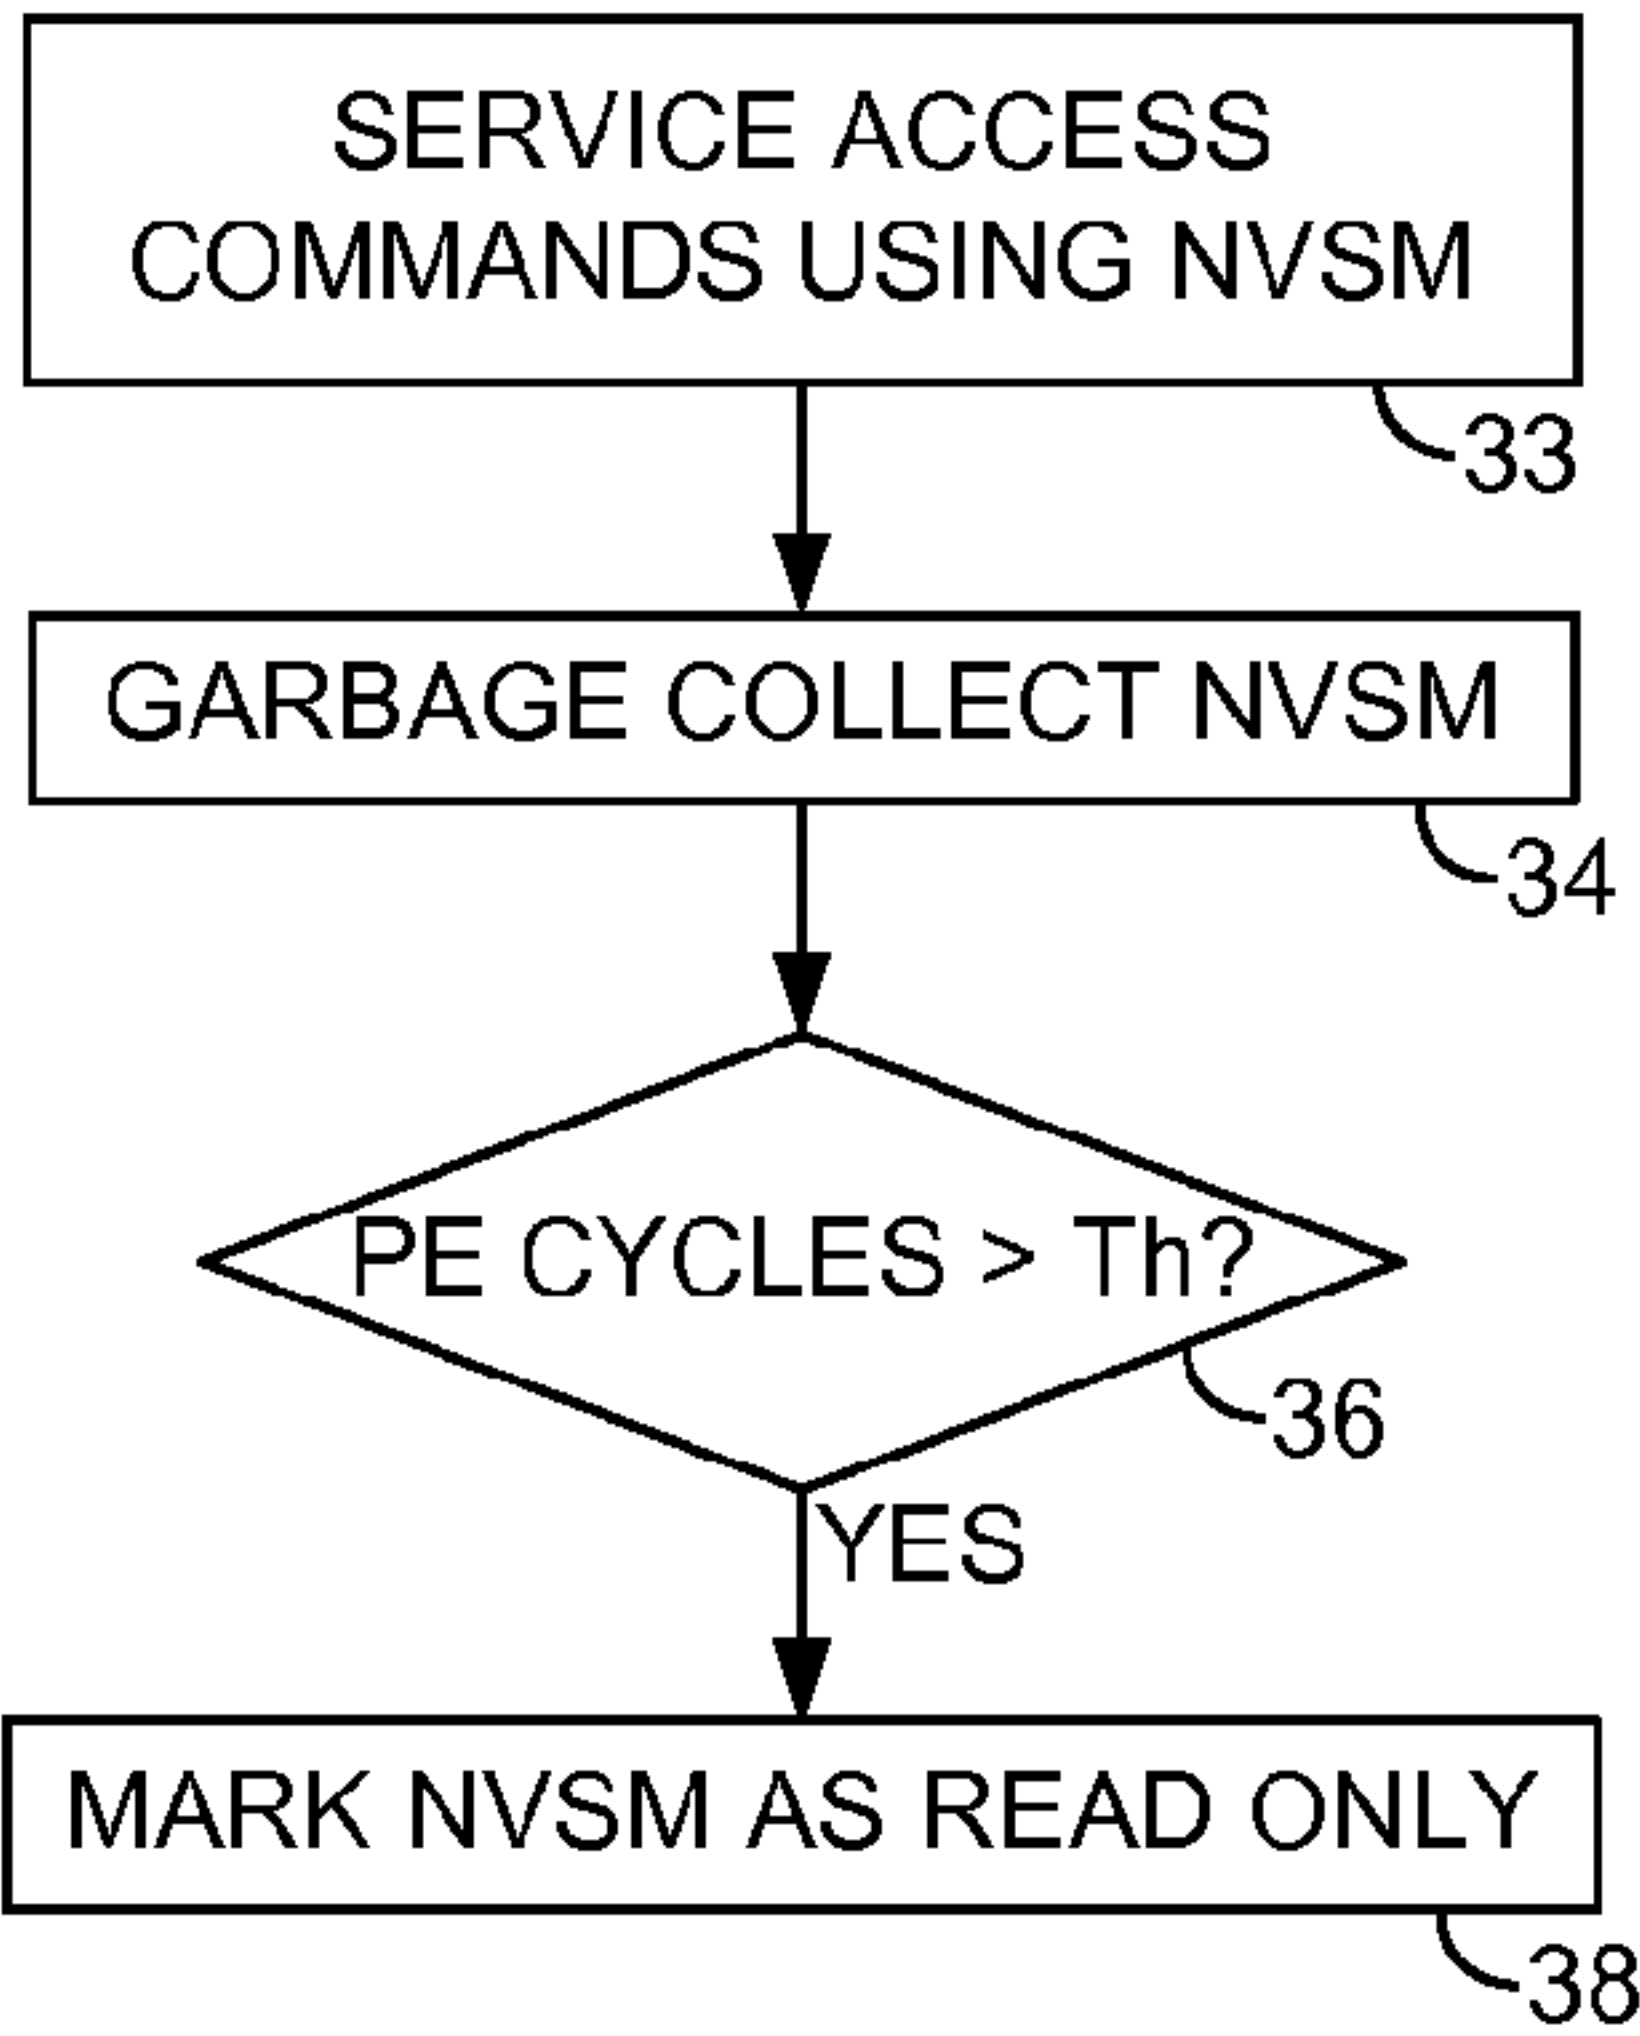 SERVICE ACCESS
COMMANDS USING NVSM
33
GARBAGE COLLECT NVSM
34
PE CYCLES > Th?
36
YES
MARK NVSM AS READ ONLY
38